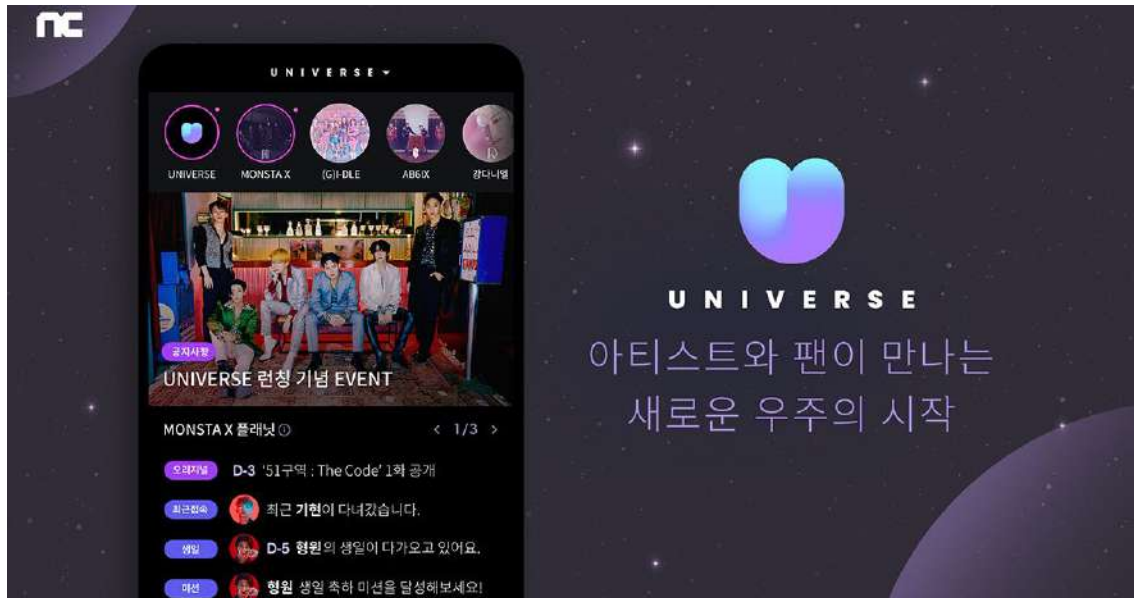 nc
UNIVERSE
UNIVERSE
MONSTA X
(G)I-DLE
AB6IX
강다니엘
공지사항
UNIVERSE 런칭 기념 EVENT
MONSTA X 플래닛
< 1/3 >
오리지널 D-3 '51구역 : The Code' 1화 공개
최근접속 최근 기현이 다녀갔습니다.
생일 D-5 형원의 생일이 다가오고 있어요.
미션 형원 생일 축하 미션을 달성해보세요!
UNIVERSE
아티스트와 팬이 만나는
새로운 우주의 시작